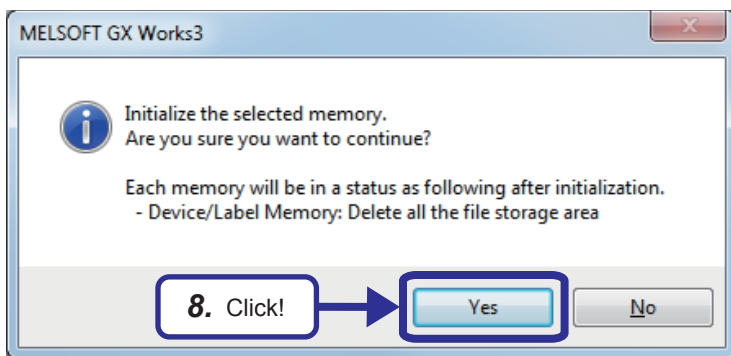 MELSOFT GX Works3
Initialize the selected memory.
Are you sure you want to continue?
Each memory will be in a status as following after initialization.
- Device/Label Memory: Delete all the file storage area
8. Click!
Yes
No